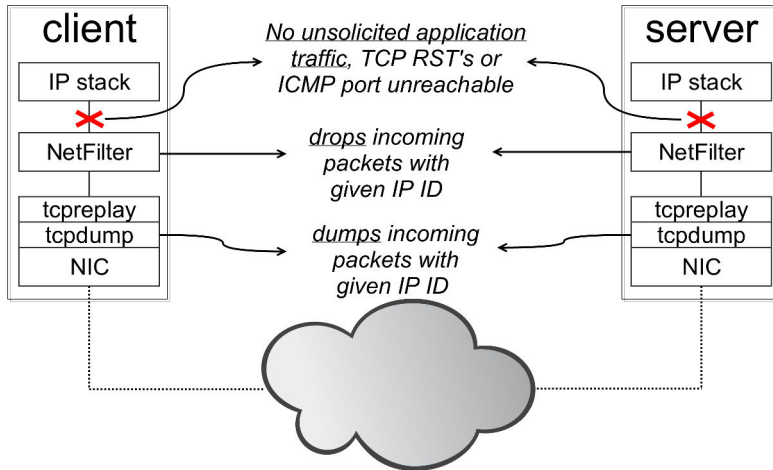 client
IP stack
NetFilter
tcpreplay
tcpdump
NIC
No unsolicited application
traffic, TCP RST's or
ICMP port unreachable
drops incoming
packets with
given IP ID
dumps incoming
packets with
given IP ID
server
IP stack
NetFilter
tcpreplay
tcpdump
NIC